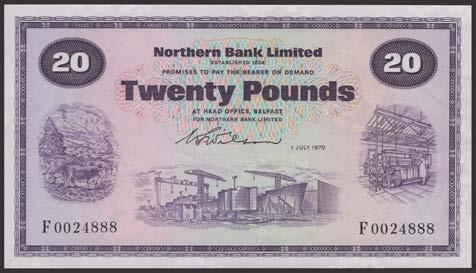 20
20
Northern Bank Limited
ESTABLISHED 1824
PROMISES TO PAY THE BEARER ON DEMAND
Twenty Pounds
AT HEAD OFFICE, BELFAST
FOR NORTHERN BANK LIMITED
1 JULY 1970
F0024888
F0024888